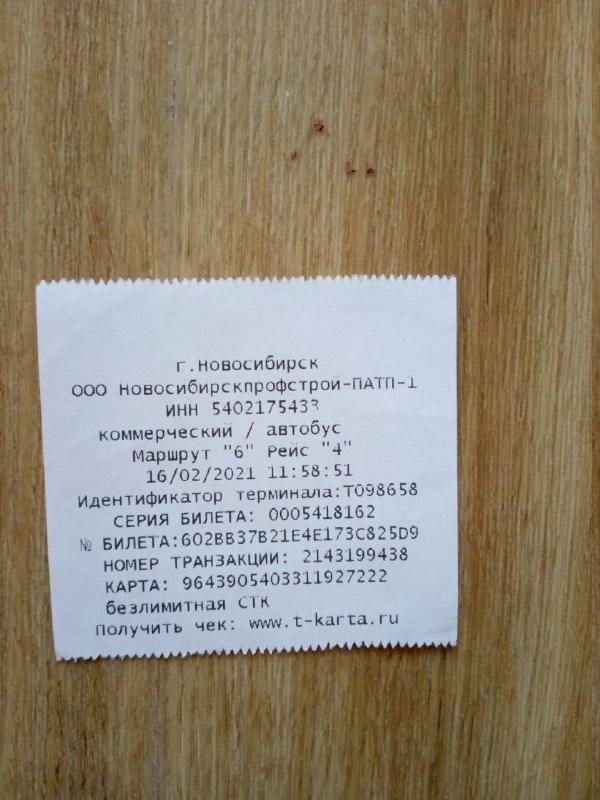 г.Новосибирск
ООО Новосибирскпрофстрой-ПАТП-1
ИНН 5402175433
коммерческий / автобус
Маршрут "6" Рейс "4"
16/02/2021 11:58:51
Идентификатор терминала:T098658
СЕРИЯ БИЛЕТА: 0005418162
№ БИЛЕТА:602BB37B21E4E173C825D9
НОМЕР ТРАНЗАКЦИИ: 2143199438
КАРТА: 9643905403311927222
безлимитная СТК
Получить чек: www.t-karta.ru